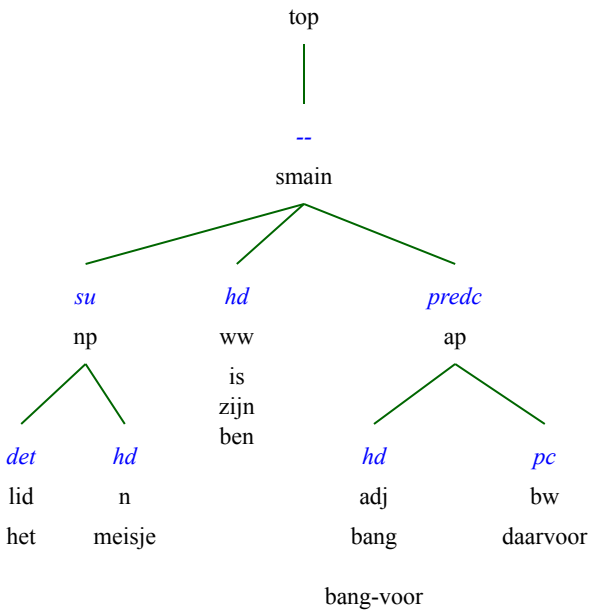 top
--
smain
su hd predc
np ww ap
is
zijn
ben
det hd hd pc
lid n adj bw
het meisje bang daarvoor
bang-voor